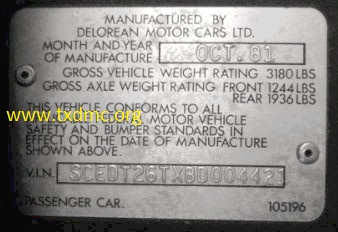 MANUFACTURED BY
DELOREAN MOTOR CARS LTD.
MONTH AND YEAR
OF MANUFACTURE OCT. 81
GROSS VEHICLE WEIGHT RATING 3180 LBS
GROSS AXLE WEIGHT RATING FRONT 1244 LBS
REAR 1936 LBS
THIS VEHICLE CONFORMS TO ALL
www.txdmc.org MOTOR VEHICLE
SAFETY AND BUMPER STANDARDS IN
EFFECT ON THE DATE OF MANUFACTURE
SHOWN ABOVE.
V.I.N. SCEDT26TXBD004421
PASSENGER CAR. 105196